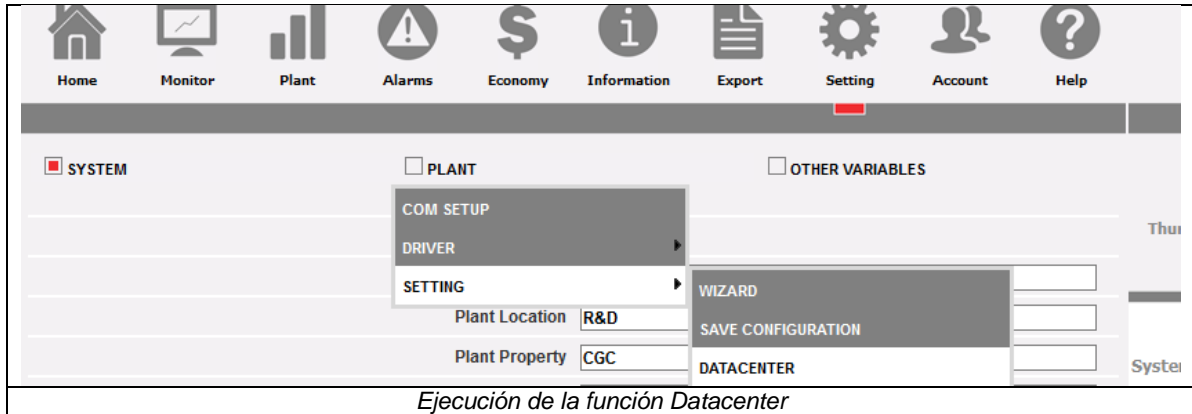 Home Monitor Plant Alarms Economy Information Export Setting Account Help
SYSTEM PLANT OTHER VARIABLES
COM SETUP
DRIVER
SETTING
WIZARD
Plant Location R&D
SAVE CONFIGURATION
Plant Property CGC
DATACENTER
Ejecución de la función Datacenter